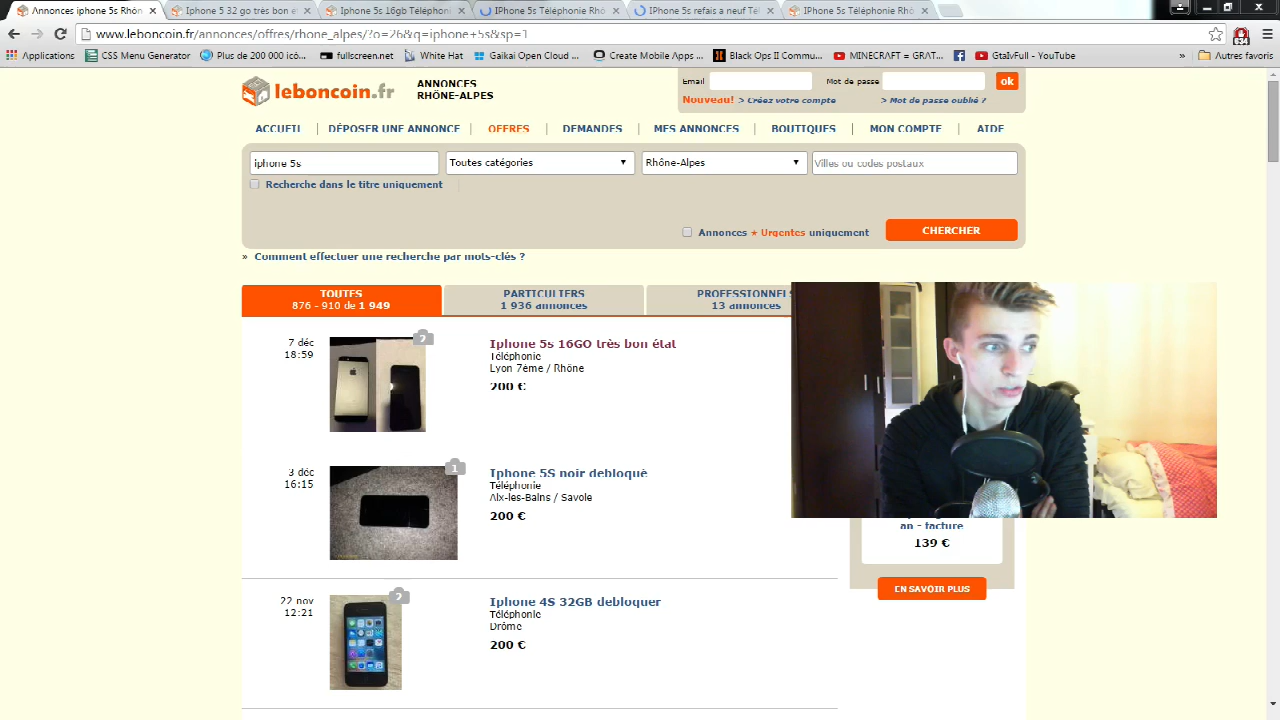 Annonces iphone 5s Rhôn
Iphone 5 32 go très bon et
Iphone 5s 16gb Téléphon
IPhone 5s Télépnonie Rhô
IPhone 5s refais a neuf Tél
IPhone 5s Téléphonie Rhô
www.leboncoin.fr/annonces/offres/rhone_alpes/?o=26&q=iphone+5s&sp=1
Applications
CSS Menu Generator
Plus de 200 000 icô...
fullscreen.net
White Hat
Gaikai Open Cloud ...
Create Mobile Apps ...
Black Ops II Commu...
MINECRAFT = GRAT...
GtaIvFull - YouTube
»
Autres favoris
leboncoin.fr
ANNONCES
RHÔNE-ALPES
Email
Mot de passe
ok
Nouveau! > Créez votre compte
> Mot de passe oublié ?
ACCUEIL
DÉPOSER UNE ANNONCE
OFFRES
DEMANDES
MES ANNONCES
BOUTIQUES
MON COMPTE
AIDE
iphone 5s
Toutes catégories
Rhône-Alpes
Villes ou codes postaux
Recherche dans le titre uniquement
Annonces ★ Urgentes uniquement
CHERCHER
» Comment effectuer une recherche par mots-clés ?
TOUTES
876 - 910 de 1 949
PARTICULIERS
1 936 annonces
PROFESSIONNELS
13 annonces
7 déc
18:59
2
Iphone 5s 16GO très bon état
Téléphonie
Lyon 7ème / Rhône
200 €
3 déc
16:15
1
Iphone 5S noir debloqué
Téléphonie
Aix-les-Bains / Savoie
200 €
an - facture
139 €
EN SAVOIR PLUS
22 nov
12:21
2
Iphone 4S 32GB debloquer
Téléphonie
Drôme
200 €